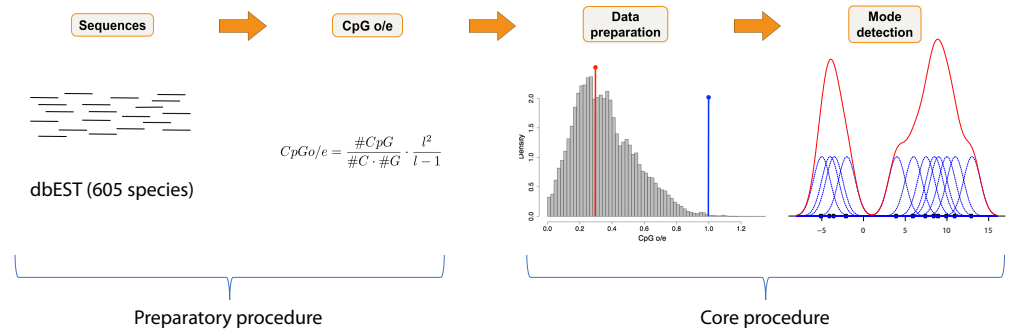 Sequences
CpG o/e
Data
preparation
Mode
detection
dbEST (605 species)
CpGo/e = #CpG / #C · #G · l² / l − 1
Density
0.0
0.5
1.0
1.5
2.0
0.0 0.2 0.4 0.6 0.8 1.0 1.2
CpG o/e
−5 0 5 10 15
Preparatory procedure
Core procedure